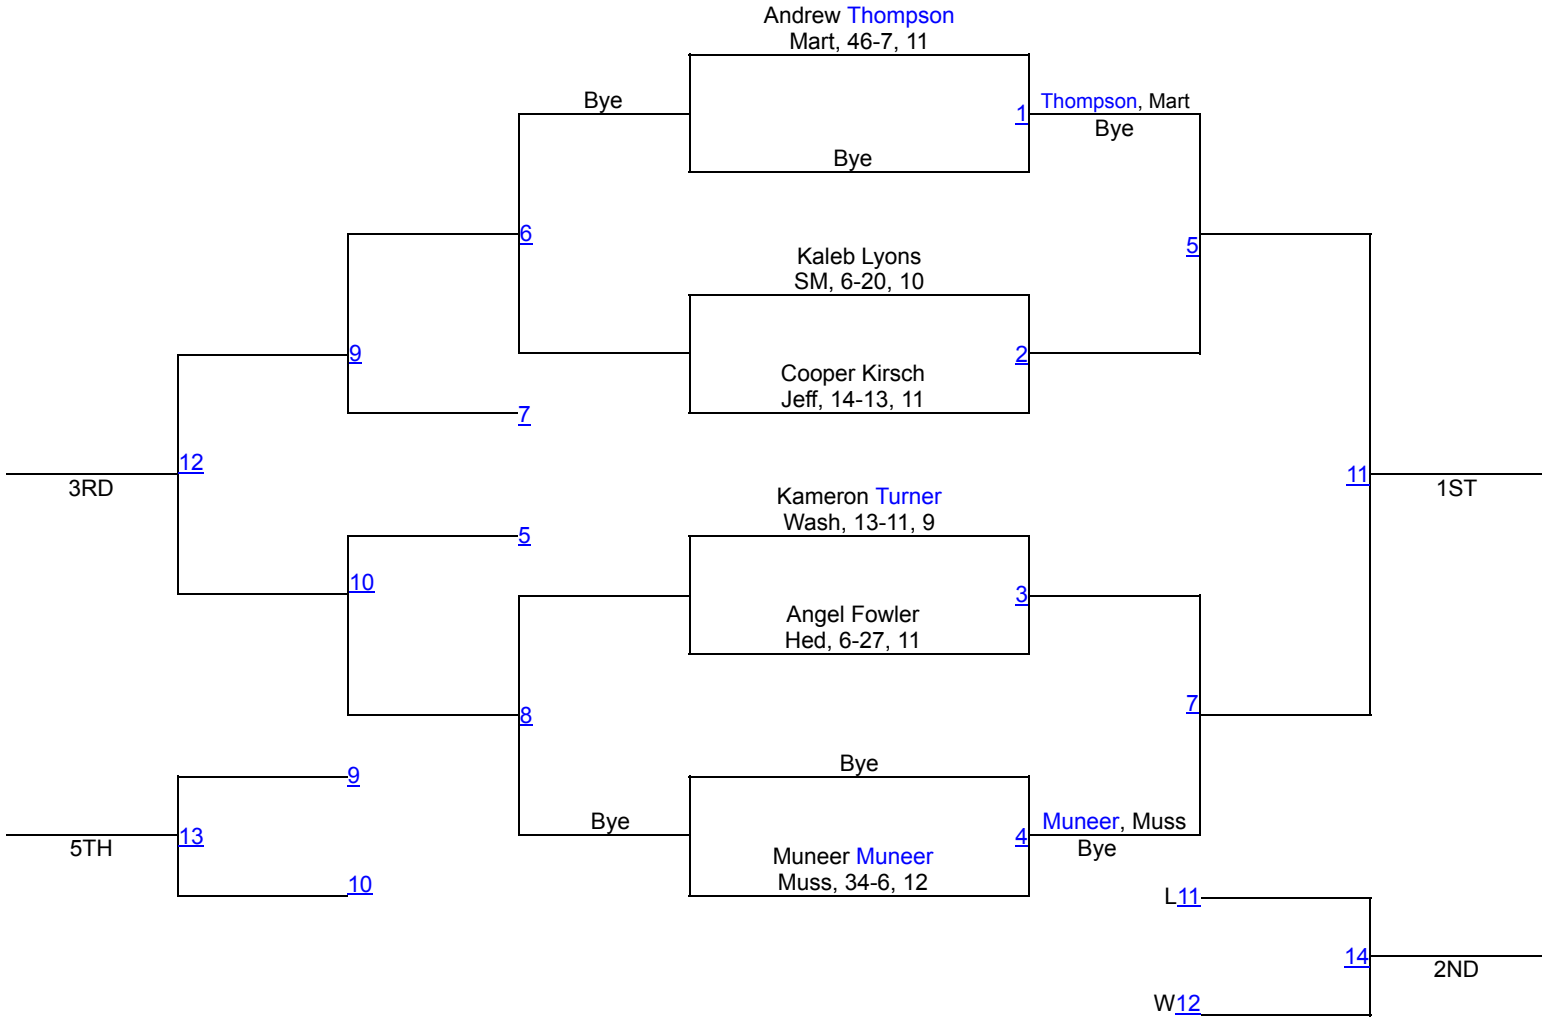 Andrew Thompson
Mart, 46-7, 11
Bye
1
Thompson, Mart
Bye
Bye
6
5
Kaleb Lyons
SM, 6-20, 10
9
2
Cooper Kirsch
Jeff, 14-13, 11
7
12
3RD
11
1ST
Kameron Turner
Wash, 13-11, 9
5
10
3
Angel Fowler
Hed, 6-27, 11
8
7
Bye
9
Bye
Muneer, Muss
13
5TH
4
Bye
Muneer Muneer
Muss, 34-6, 12
10
L11
14
2ND
W12